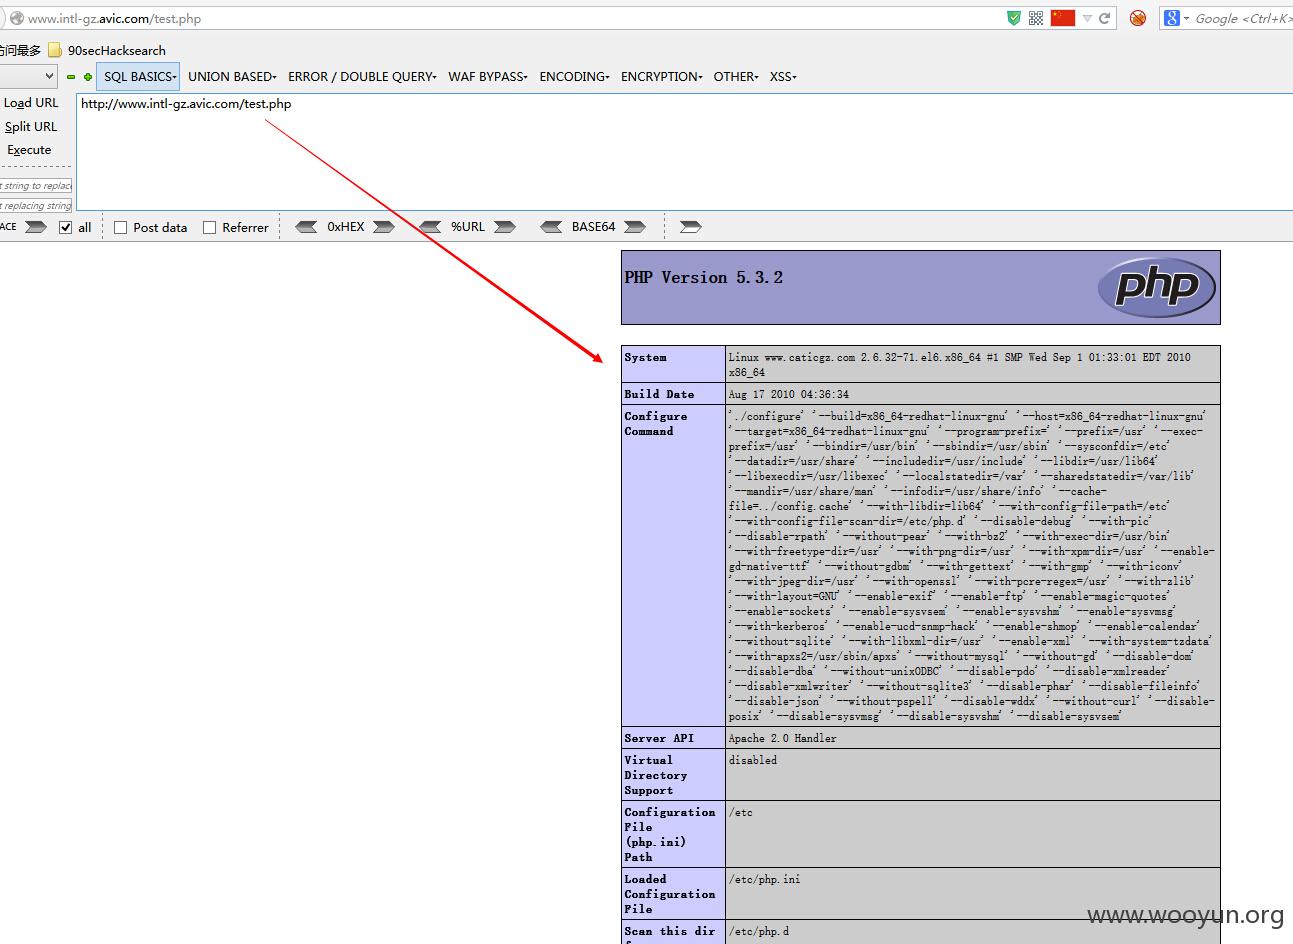 www.intl-gz.avic.com/test.php
Google <Ctrl+K>
问最多 90secHacksearch
SQL BASICS UNION BASED ERROR / DOUBLE QUERY WAF BYPASS ENCODING ENCRYPTION OTHER XSS
Load URL
http://www.intl-gz.avic.com/test.php
Split URL
Execute
t string to replace
t replacing string
ACE all Post data Referrer 0xHEX %URL BASE64
PHP Version 5.3.2
php
System
Linux www.caticgz.com 2.6.32-71.el6.x86_64 #1 SMP Wed Sep 1 01:33:01 EDT 2010
x86_64
Build Date
Aug 17 2010 04:36:34
Configure
Command
'./configure' '--build=x86_64-redhat-linux-gnu' '--host=x86_64-redhat-linux-gnu'
'--target=x86_64-redhat-linux-gnu' '--program-prefix=' '--prefix=/usr' '--exec-
prefix=/usr' '--bindir=/usr/bin' '--sbindir=/usr/sbin' '--sysconfdir=/etc'
'--datadir=/usr/share' '--includedir=/usr/include' '--libdir=/usr/lib64'
'--libexecdir=/usr/libexec' '--localstatedir=/var' '--sharedstatedir=/var/lib'
'--mandir=/usr/share/man' '--infodir=/usr/share/info' '--cache-
file=../config.cache' '--with-libdir=lib64' '--with-config-file-path=/etc'
'--with-config-file-scan-dir=/etc/php.d' '--disable-debug' '--with-pic'
'--disable-rpath' '--without-pear' '--with-bz2' '--with-exec-dir=/usr/bin'
'--with-freetype-dir=/usr' '--with-png-dir=/usr' '--with-xpm-dir=/usr' '--enable-
gd-native-ttf' '--without-gdbm' '--with-gettext' '--with-gmp' '--with-iconv'
'--with-jpeg-dir=/usr' '--with-openssl' '--with-pcre-regex=/usr' '--with-zlib'
'--with-layout=GNU' '--enable-exif' '--enable-ftp' '--enable-magic-quotes'
'--enable-sockets' '--enable-sysvsem' '--enable-sysvshm' '--enable-sysvmsg'
'--with-kerberos' '--enable-ucd-snmp-hack' '--enable-shmop' '--enable-calendar'
'--without-sqlite' '--with-libxml-dir=/usr' '--enable-xml' '--with-system-tzdata'
'--with-apxs2=/usr/sbin/apxs' '--without-mysql' '--without-gd' '--disable-dom'
'--disable-dba' '--without-unixODBC' '--disable-pdo' '--disable-xmlreader'
'--disable-xmlwriter' '--without-sqlite3' '--disable-phar' '--disable-fileinfo'
'--disable-json' '--without-pspell' '--disable-wddx' '--without-curl' '--disable-
posix' '--disable-sysvmsg' '--disable-sysvshm' '--disable-sysvsem'
Server API
Apache 2.0 Handler
Virtual
Directory
Support
disabled
Configuration
File
(php.ini)
Path
/etc
Loaded
Configuration
File
/etc/php.ini
Scan this dir
/etc/php.d
www.wooyun.org